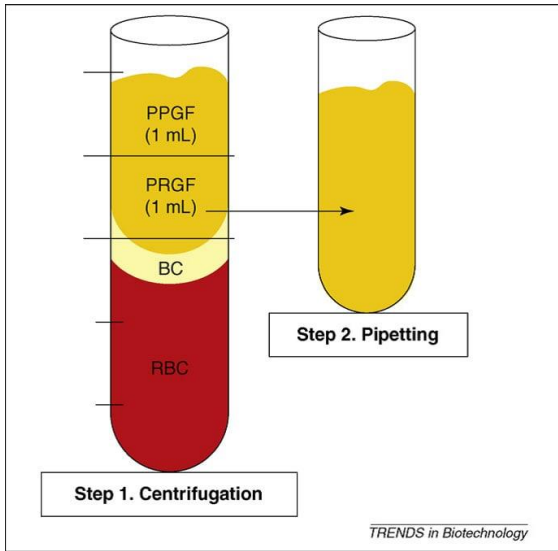 PPGF
(1 mL)
PRGF
(1 mL)
BC
RBC
Step 1. Centrifugation
Step 2. Pipetting
TRENDS in Biotechnology